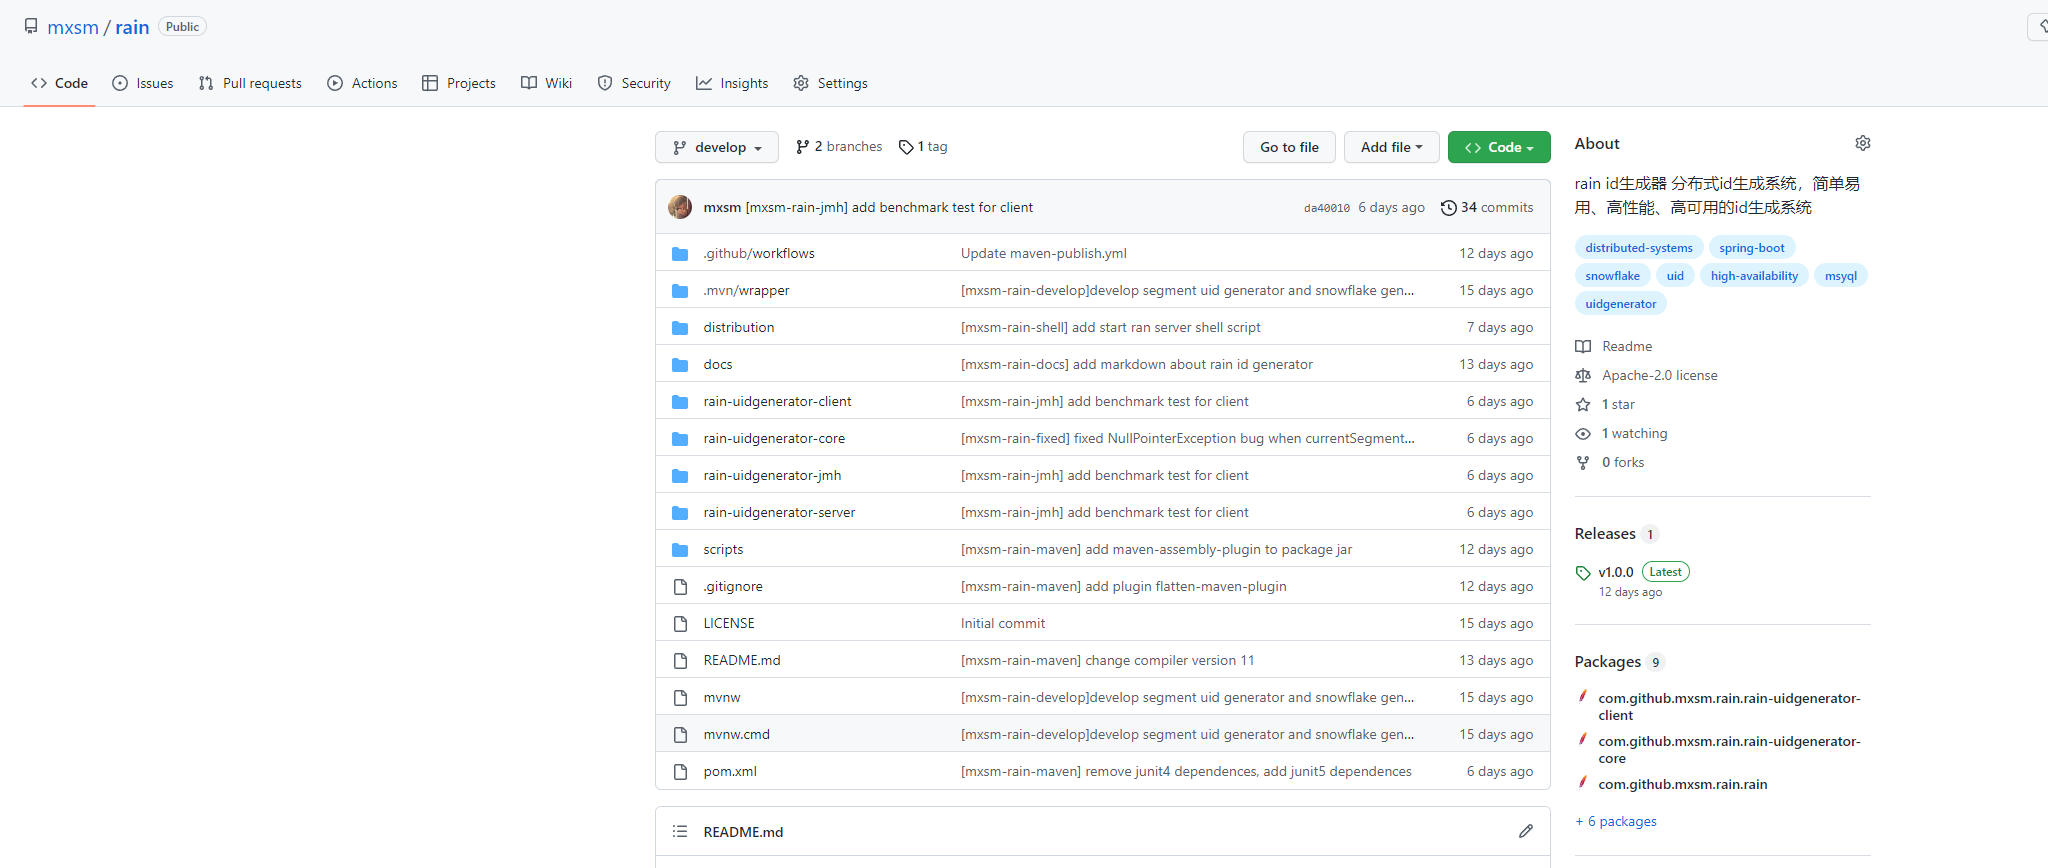 mxsm / rain Public
Code Issues Pull requests Actions Projects Wiki Security Insights Settings
develop 2 branches 1 tag Go to file Add file Code
mxsm [mxsm-rain-jmh] add benchmark test for client da40010 6 days ago 34 commits
.github/workflows Update maven-publish.yml 12 days ago
.mvn/wrapper [mxsm-rain-develop]develop segment uid generator and snowflake gen... 15 days ago
distribution [mxsm-rain-shell] add start ran server shell script 7 days ago
docs [mxsm-rain-docs] add markdown about rain id generator 13 days ago
rain-uidgenerator-client [mxsm-rain-jmh] add benchmark test for client 6 days ago
rain-uidgenerator-core [mxsm-rain-fixed] fixed NullPointerException bug when currentSegment... 6 days ago
rain-uidgenerator-jmh [mxsm-rain-jmh] add benchmark test for client 6 days ago
rain-uidgenerator-server [mxsm-rain-jmh] add benchmark test for client 6 days ago
scripts [mxsm-rain-maven] add maven-assembly-plugin to package jar 12 days ago
.gitignore [mxsm-rain-maven] add plugin flatten-maven-plugin 12 days ago
LICENSE Initial commit 15 days ago
README.md [mxsm-rain-maven] change compiler version 11 13 days ago
mvnw [mxsm-rain-develop]develop segment uid generator and snowflake gen... 15 days ago
mvnw.cmd [mxsm-rain-develop]develop segment uid generator and snowflake gen... 15 days ago
pom.xml [mxsm-rain-maven] remove junit4 dependences, add junit5 dependences 6 days ago
README.md
About
rain id生成器 分布式id生成系统，简单易
用、高性能、高可用的id生成系统
distributed-systems spring-boot
snowflake uid high-availability msyql
uidgenerator
Readme
Apache-2.0 license
1 star
1 watching
0 forks
Releases 1
v1.0.0 Latest
12 days ago
Packages 9
com.github.mxsm.rain.rain-uidgenerator-
client
com.github.mxsm.rain.rain-uidgenerator-
core
com.github.mxsm.rain.rain
+ 6 packages